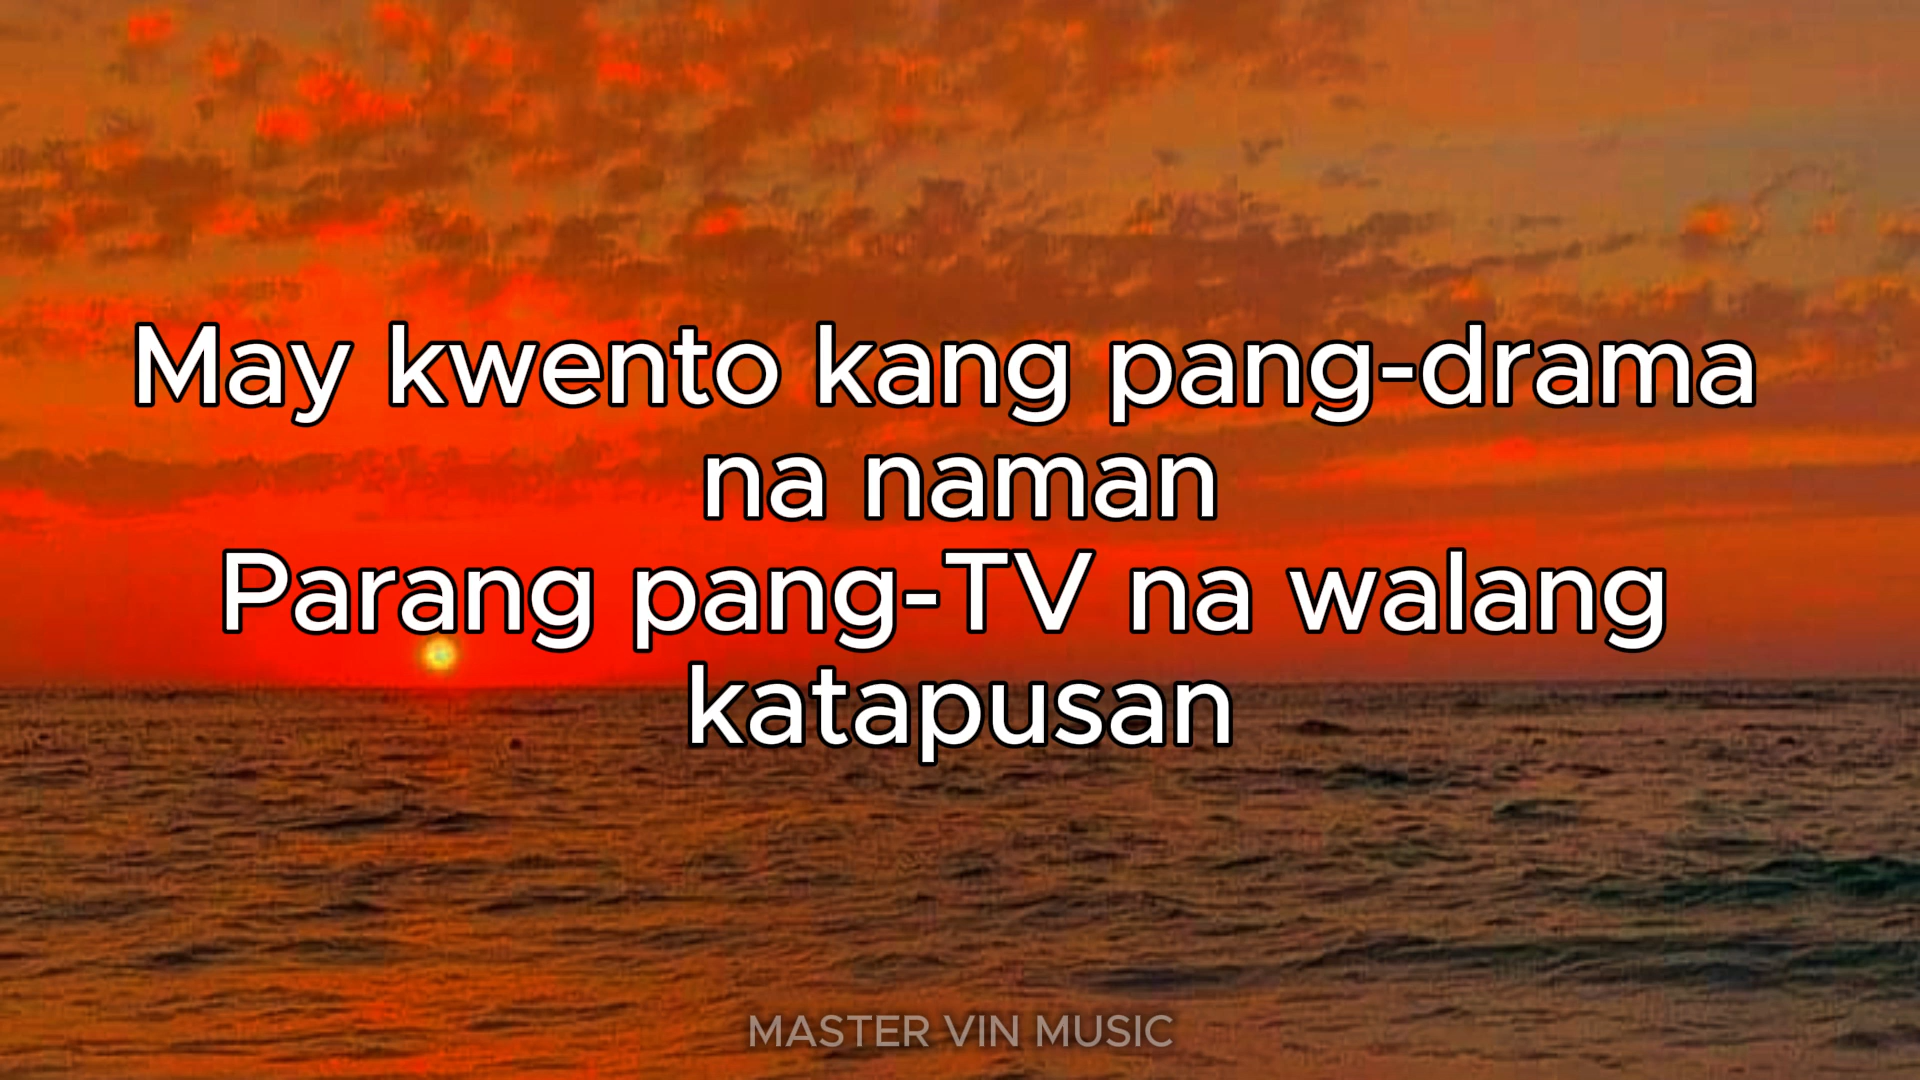 May kwento kang pang-drama
na naman
Parang pang-TV na walang
katapusan
MASTER VIN MUSIC